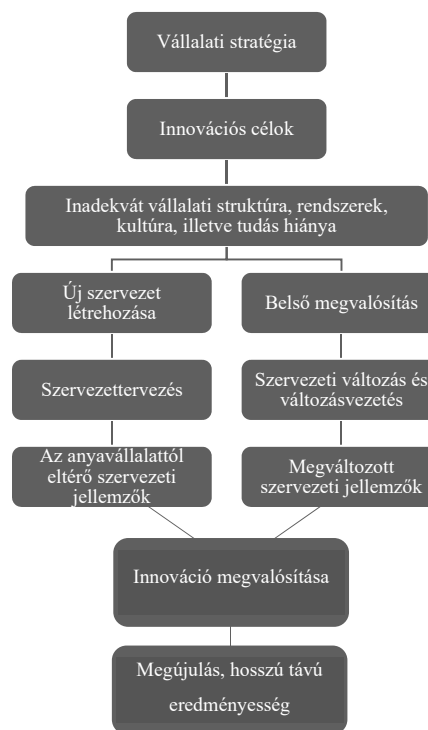 Vállalati stratégia
Innovációs célok
Inadekvát vállalati struktúra, rendszerek,
kultúra, illetve tudás hiánya
Új szervezet
létrehozása
Belső megvalósítás
Szervezettervezés
Szervezeti változás és
változásvezetés
Az anyavállalattól
eltérő szervezeti
jellemzők
Megváltozott
szervezeti jellemzők
Innováció megvalósítása
Megújulás, hosszú távú
eredményesség